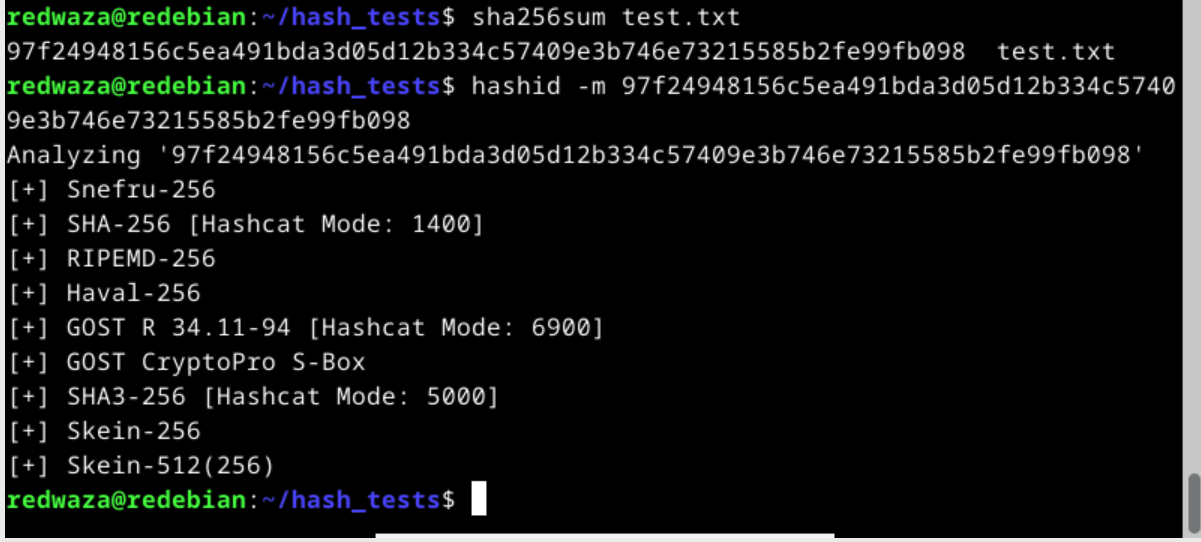 redwaza@redebian:~/hash_tests$ sha256sum test.txt
97f24948156c5ea491bda3d05d12b334c57409e3b746e73215585b2fe99fb098  test.txt
redwaza@redebian:~/hash_tests$ hashid -m 97f24948156c5ea491bda3d05d12b334c5740
9e3b746e73215585b2fe99fb098
Analyzing '97f24948156c5ea491bda3d05d12b334c57409e3b746e73215585b2fe99fb098'
[+] Snefru-256
[+] SHA-256 [Hashcat Mode: 1400]
[+] RIPEMD-256
[+] Haval-256
[+] GOST R 34.11-94 [Hashcat Mode: 6900]
[+] GOST CryptoPro S-Box
[+] SHA3-256 [Hashcat Mode: 5000]
[+] Skein-256
[+] Skein-512(256)
redwaza@redebian:~/hash_tests$